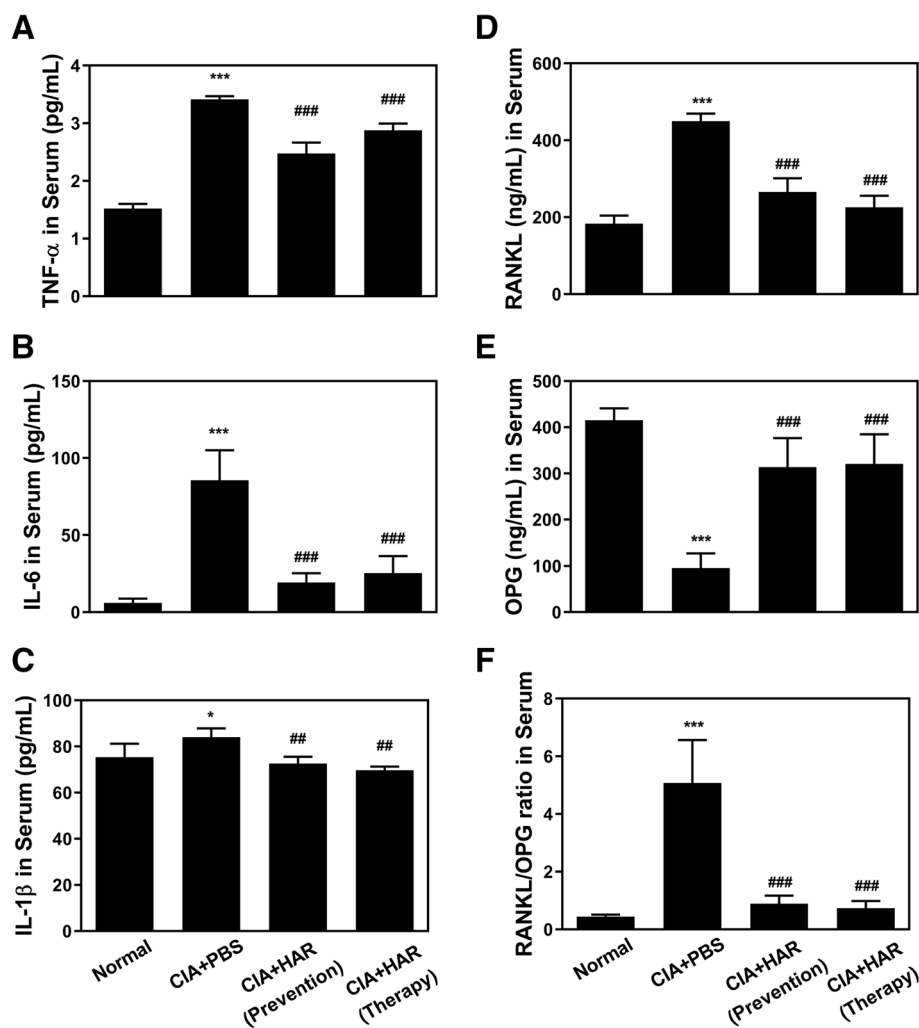 A
TNF-α in Serum (pg/mL)
4
3
2
1
0
***
###
###
B
IL-6 in Serum (pg/mL)
150
100
50
0
***
###
###
C
IL-1β in Serum (pg/mL)
100
80
60
40
20
0
*
##
##
Normal
CIA+PBS
CIA+HAR
(Prevention)
CIA+HAR
(Therapy)
D
RANKL (ng/mL) in Serum
600
400
200
0
***
###
###
E
OPG (ng/mL) in Serum
500
400
300
200
100
0
***
###
###
F
RANKL/OPG ratio in Serum
8
6
4
2
0
***
###
###
Normal
CIA+PBS
CIA+HAR
(Prevention)
CIA+HAR
(Therapy)